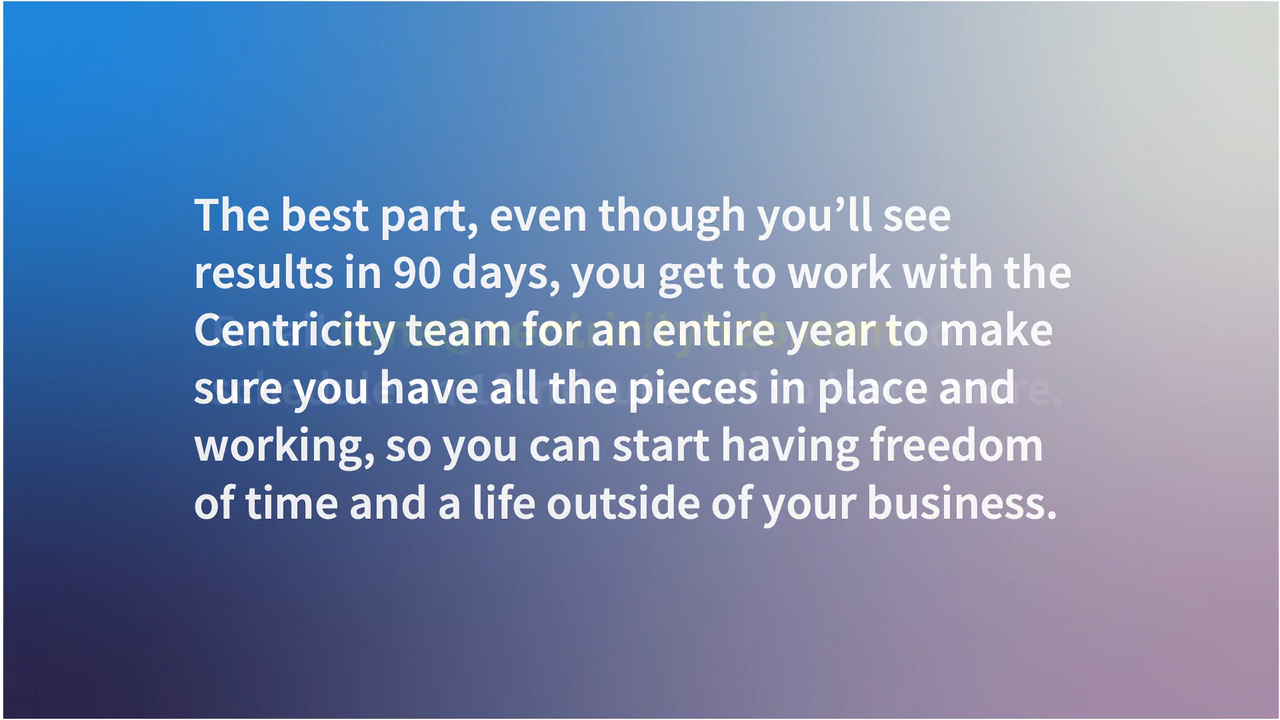 The best part, even though you’ll see
results in 90 days, you get to work with the
Centricity team for an entire year to make
sure you have all the pieces in place and
working, so you can start having freedom
of time and a life outside of your business.